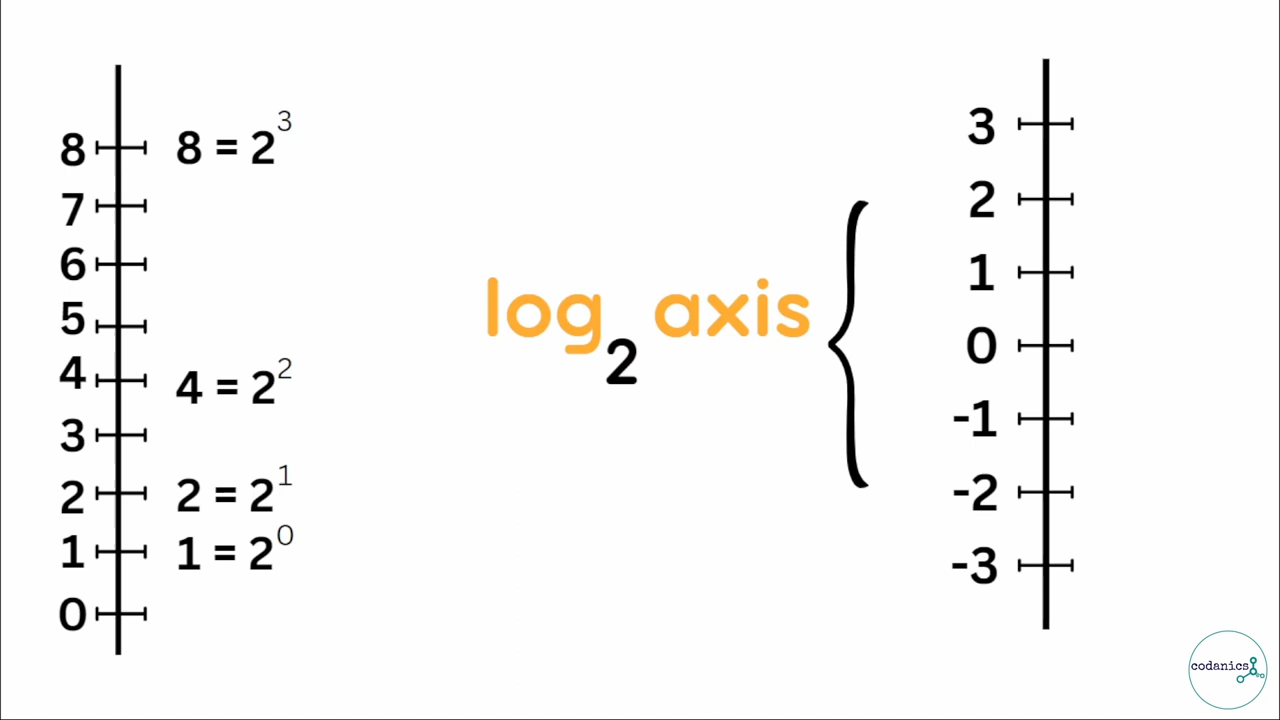 8 8 = 2³
7
6
5
4 4 = 2²
3
2 2 = 2¹
1 1 = 2⁰
0
log₂ axis
3
2
1
0
-1
-2
-3
codanics